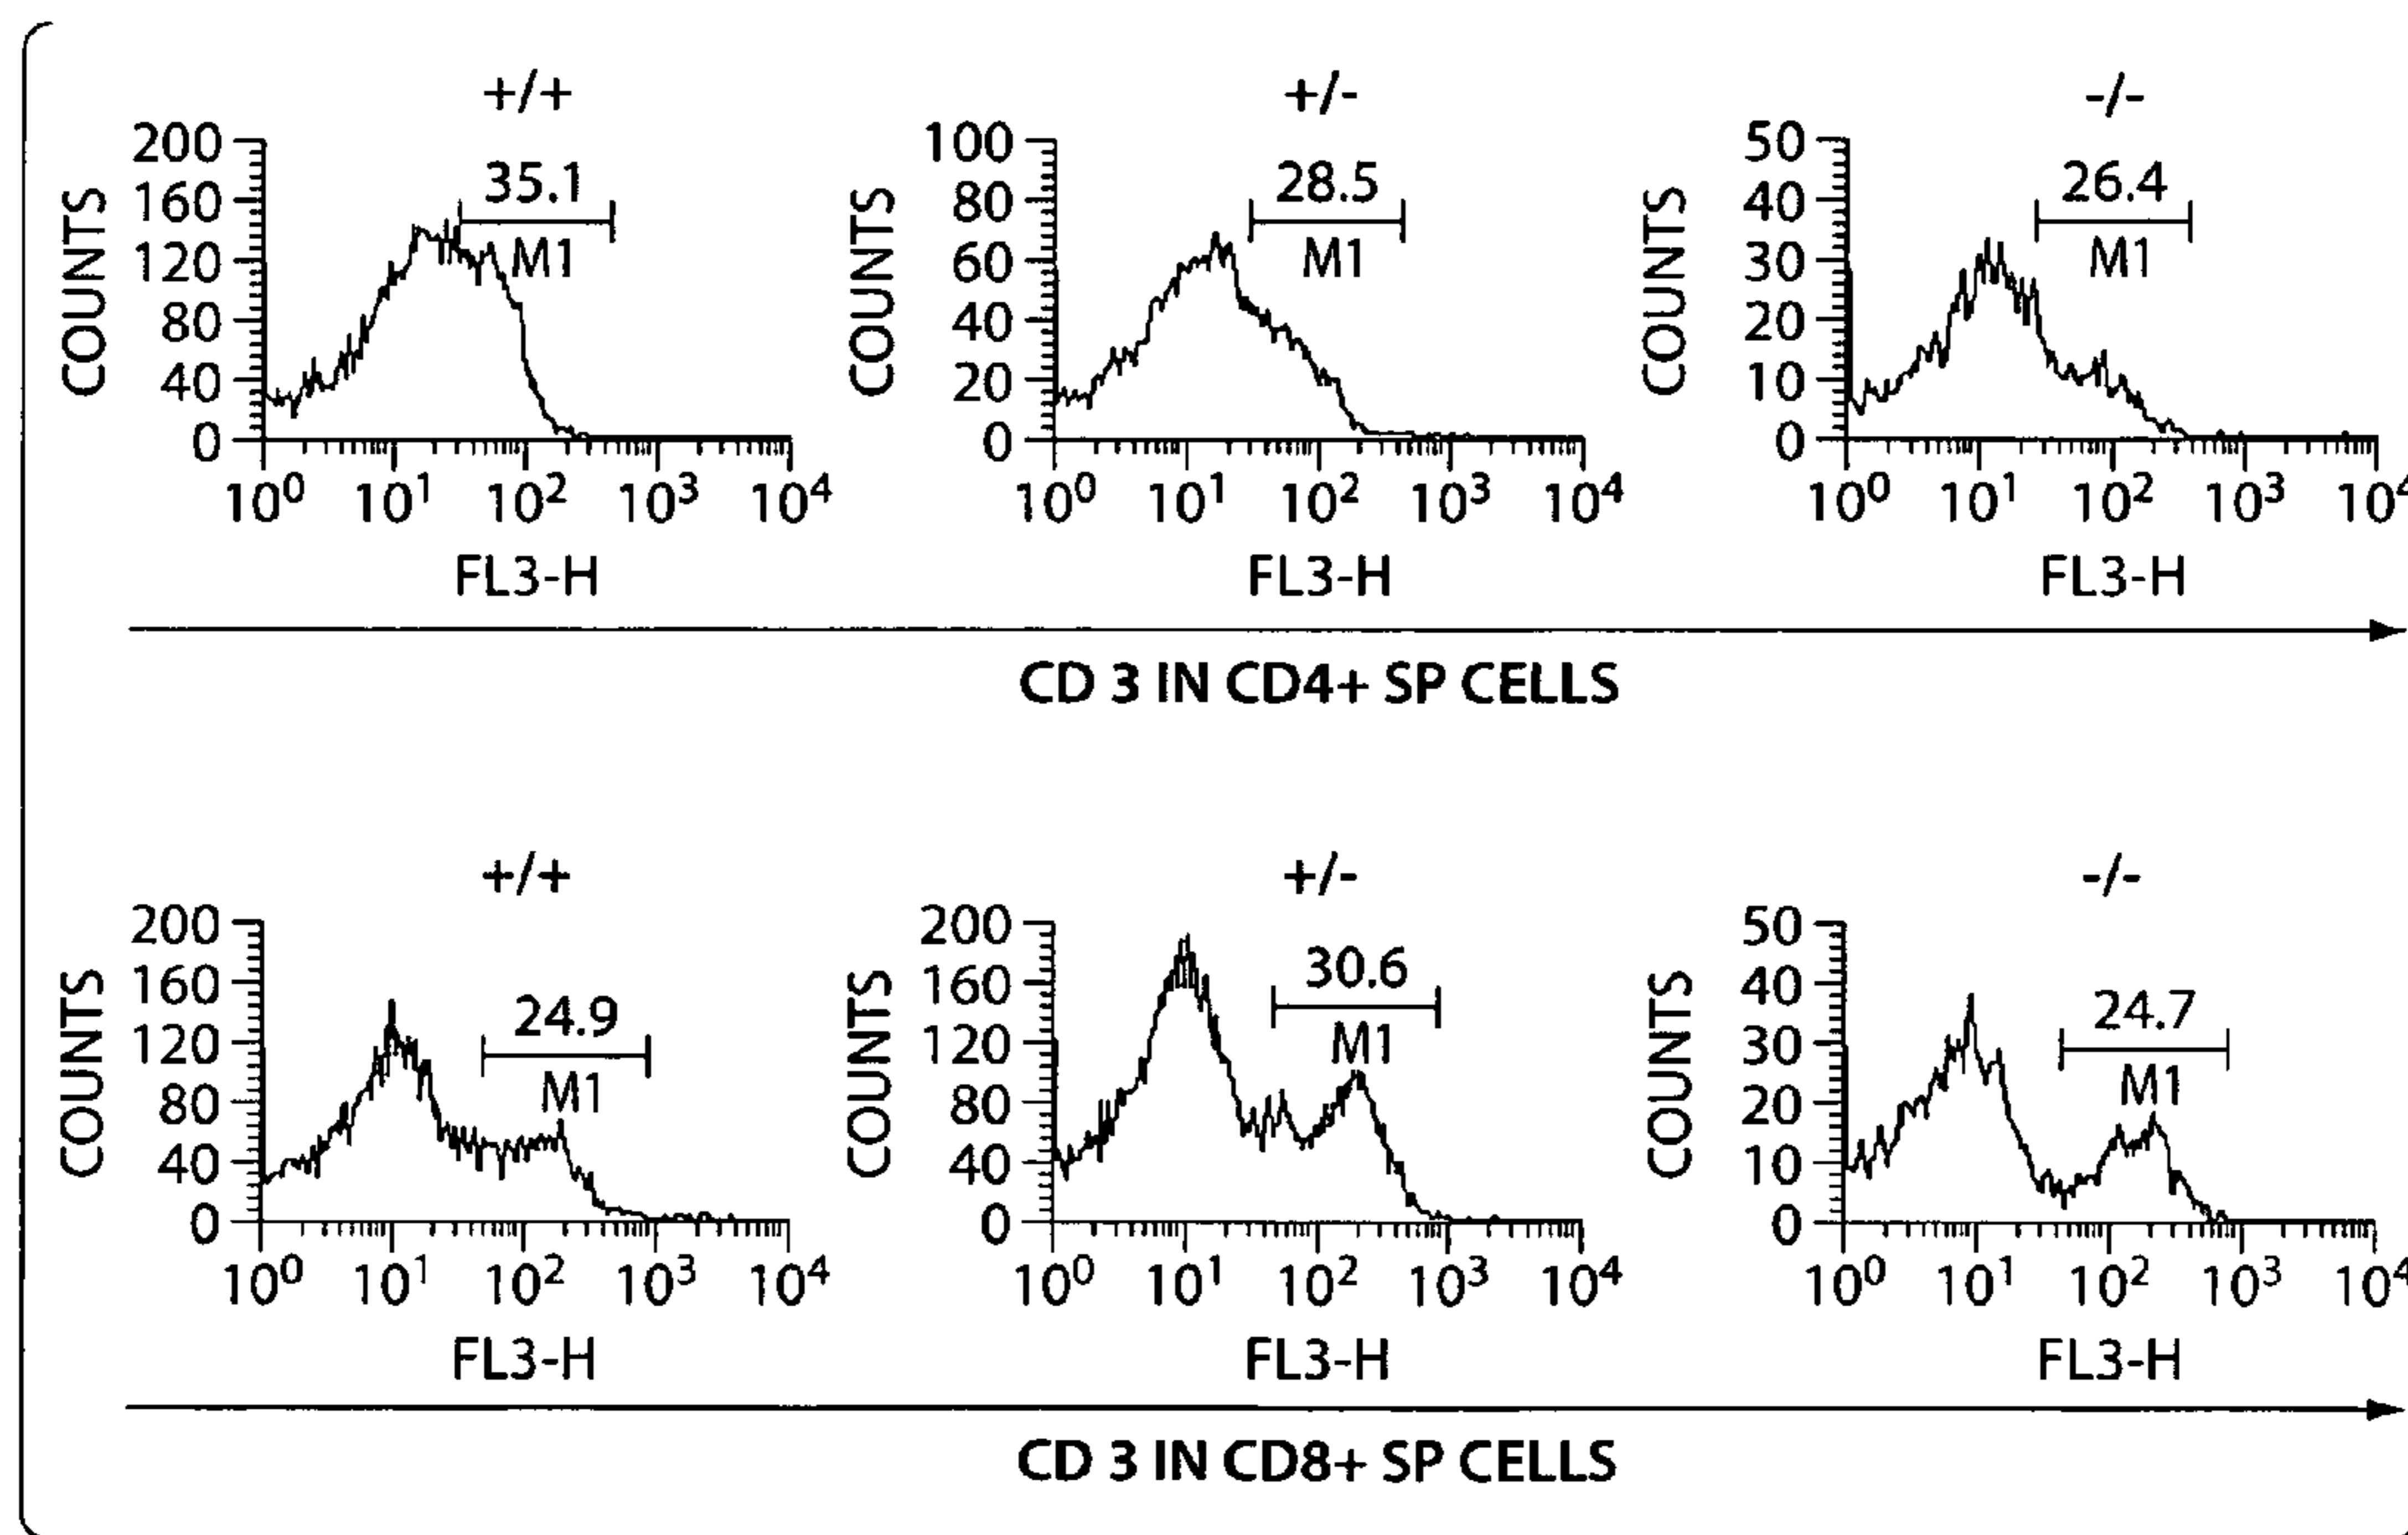 +/+ +/- -/-
200 100 50
35.1 28.5 26.4
160 80 40
M1 M1 M1
120 60 30
80 40 20
40 20 10
0 0 0
COUNTS COUNTS COUNTS
10⁰ 10¹ 10² 10³ 10⁴ 10⁰ 10¹ 10² 10³ 10⁴ 10⁰ 10¹ 10² 10³ 10⁴
FL3-H FL3-H FL3-H
CD 3 IN CD4+ SP CELLS
+/+ +/- -/-
200 200 50
24.9 30.6 24.7
160 160 40
M1 M1 M1
120 120 30
80 80 20
40 40 10
0 0 0
COUNTS COUNTS COUNTS
10⁰ 10¹ 10² 10³ 10⁴ 10⁰ 10¹ 10² 10³ 10⁴ 10⁰ 10¹ 10² 10³ 10⁴
FL3-H FL3-H FL3-H
CD 3 IN CD8+ SP CELLS